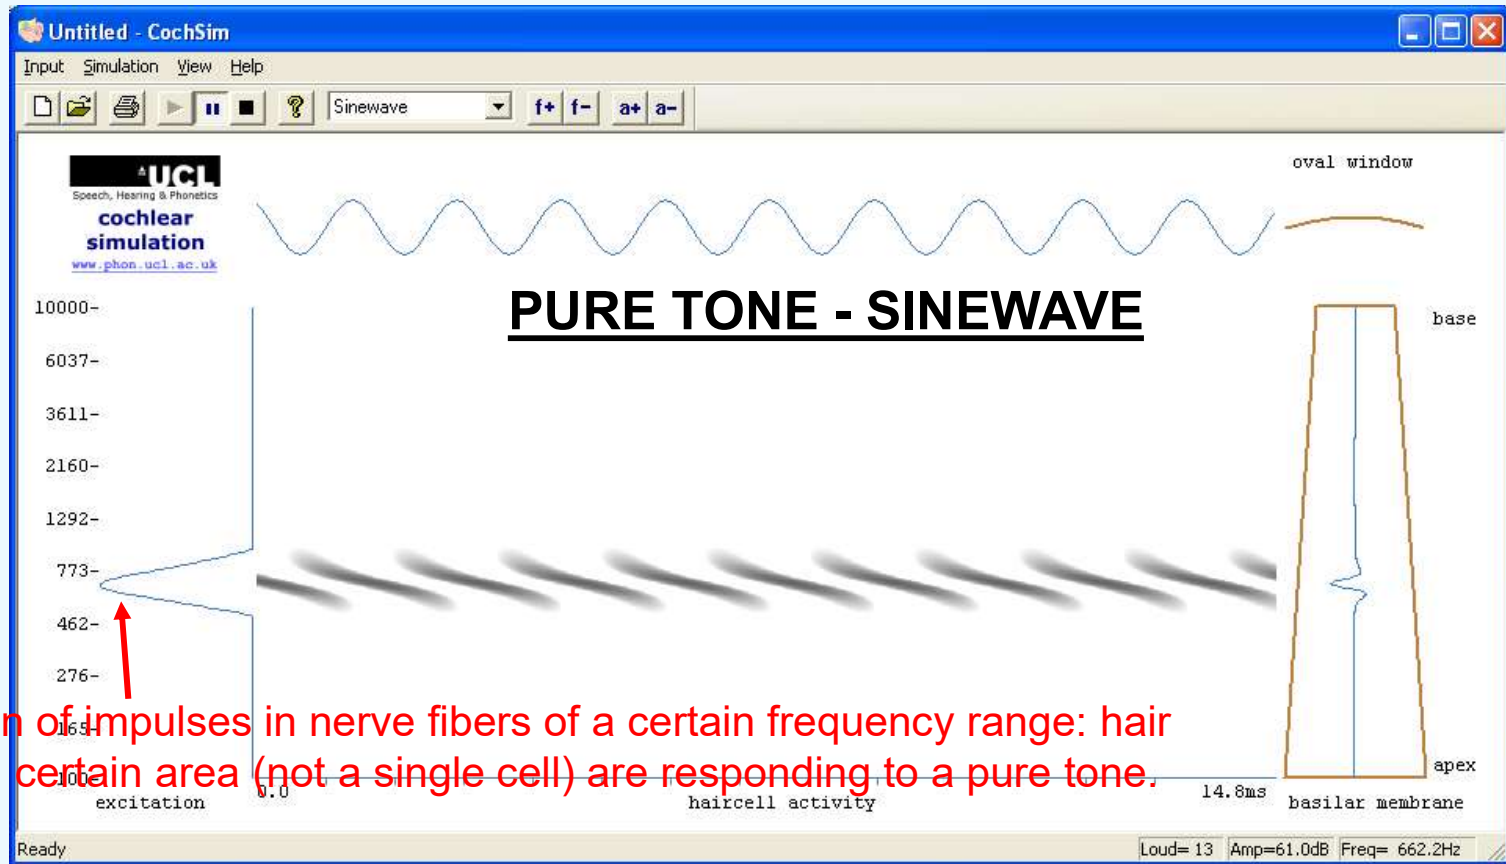 Untitled - CochSim
Input Simulation View Help
Sinewave f+ f- a+ a-
UCL
Speech, Hearing & Phonetics
cochlear
simulation
www.phon.ucl.ac.uk
oval window
PURE TONE - SINEWAVE
10000-
base
6037-
3611-
2160-
1292-
773-
462-
276-
165-
n of impulses in nerve fibers of a certain frequency range: hair
certain area (not a single cell) are responding to a pure tone.
100-
apex
excitation 0.0 haircell activity 14.8ms basilar membrane
Ready Loud= 13 Amp=61.0dB Freq= 662.2Hz